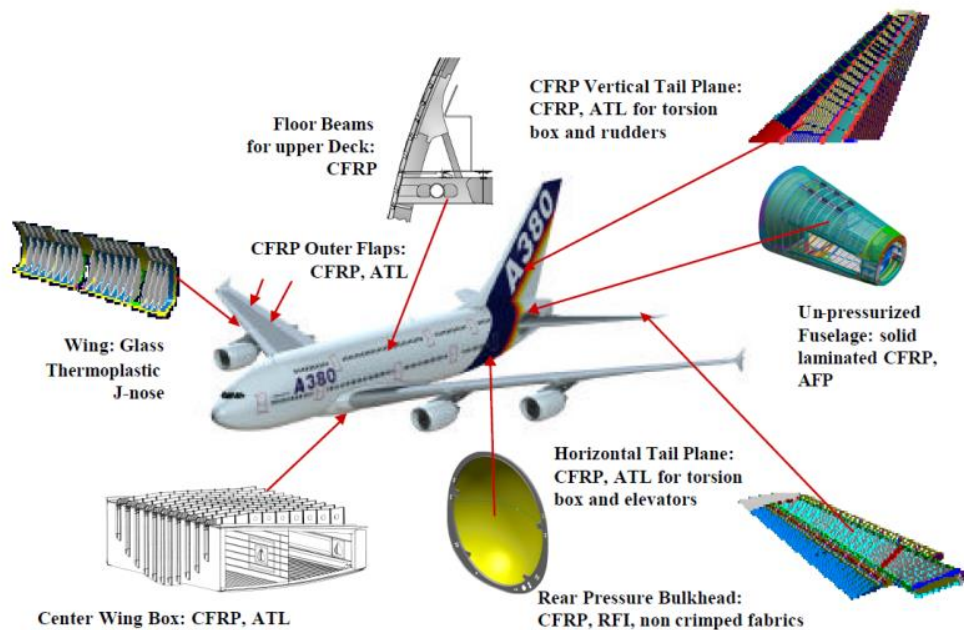 CFRP Vertical Tail Plane:
CFRP, ATL for torsion
box and rudders
Floor Beams
for upper Deck:
CFRP
CFRP Outer Flaps:
CFRP, ATL
A380
A380
Wing: Glass
Thermoplastic
J-nose
Un-pressurized
Fuselage: solid
laminated CFRP,
AFP
Horizontal Tail Plane:
CFRP, ATL for torsion
box and elevators
Center Wing Box: CFRP, ATL
Rear Pressure Bulkhead:
CFRP, RFI, non crimped fabrics